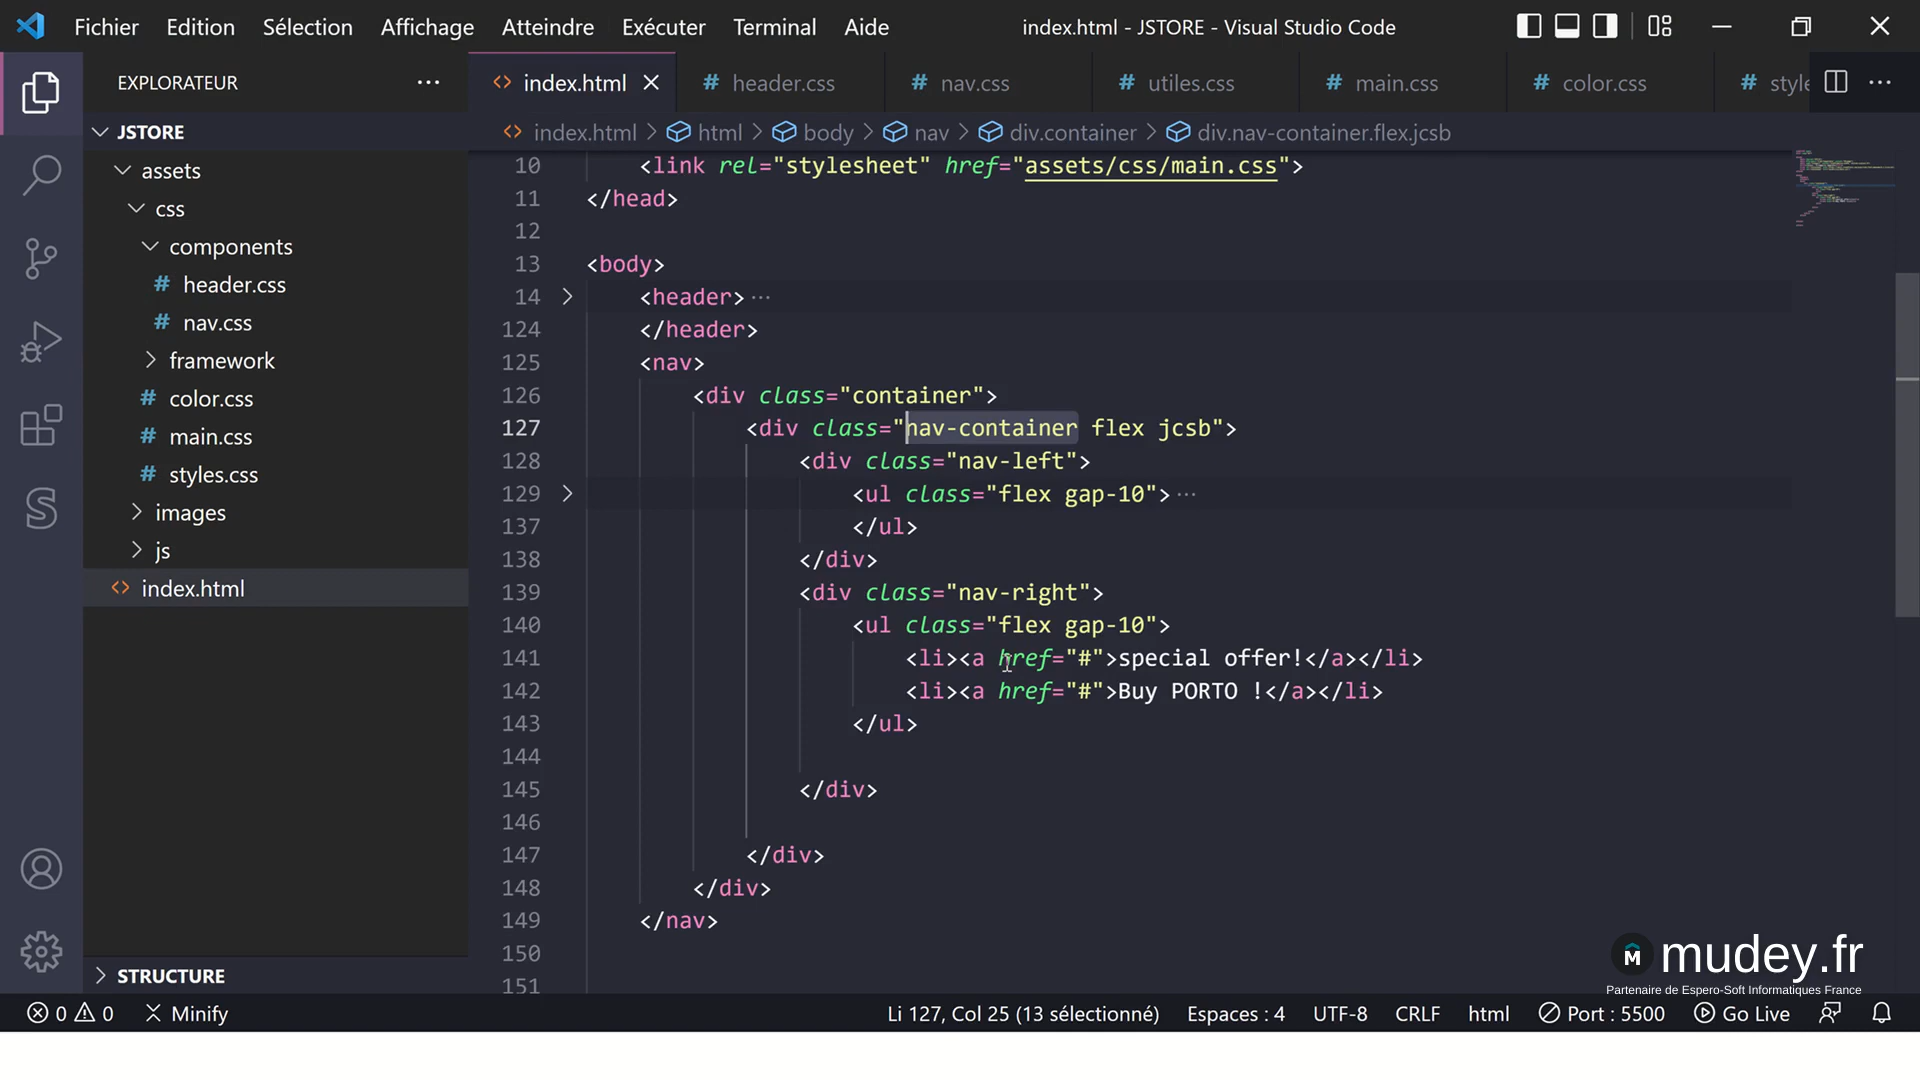 Fichier Edition Sélection Affichage Atteindre Exécuter Terminal Aide index.html - JSTORE - Visual Studio Code
EXPLORATEUR
index.html # header.css # nav.css # utiles.css # main.css # color.css # style
JSTORE
index.html > html > body > nav > div.container > div.nav-container.flex.jcsb
assets
css
components
# header.css
# nav.css
framework
# color.css
# main.css
# styles.css
images
js
index.html
STRUCTURE
10 <link rel="stylesheet" href="assets/css/main.css">
11 </head>
12
13 <body>
14 <header>
124 </header>
125 <nav>
126 <div class="container">
127 <div class="nav-container flex jcsb">
128 <div class="nav-left">
129 <ul class="flex gap-10">
137 </ul>
138 </div>
139 <div class="nav-right">
140 <ul class="flex gap-10">
141 <li><a href="#">special offer!</a></li>
142 <li><a href="#">Buy PORTO !</a></li>
143 </ul>
144
145 </div>
146
147 </div>
148 </div>
149 </nav>
150
151
M mudey.fr
Partenaire de Espero-Soft Informatiques France
0 0 Minify Li 127, Col 25 (13 sélectionné) Espaces : 4 UTF-8 CRLF html Port : 5500 Go Live